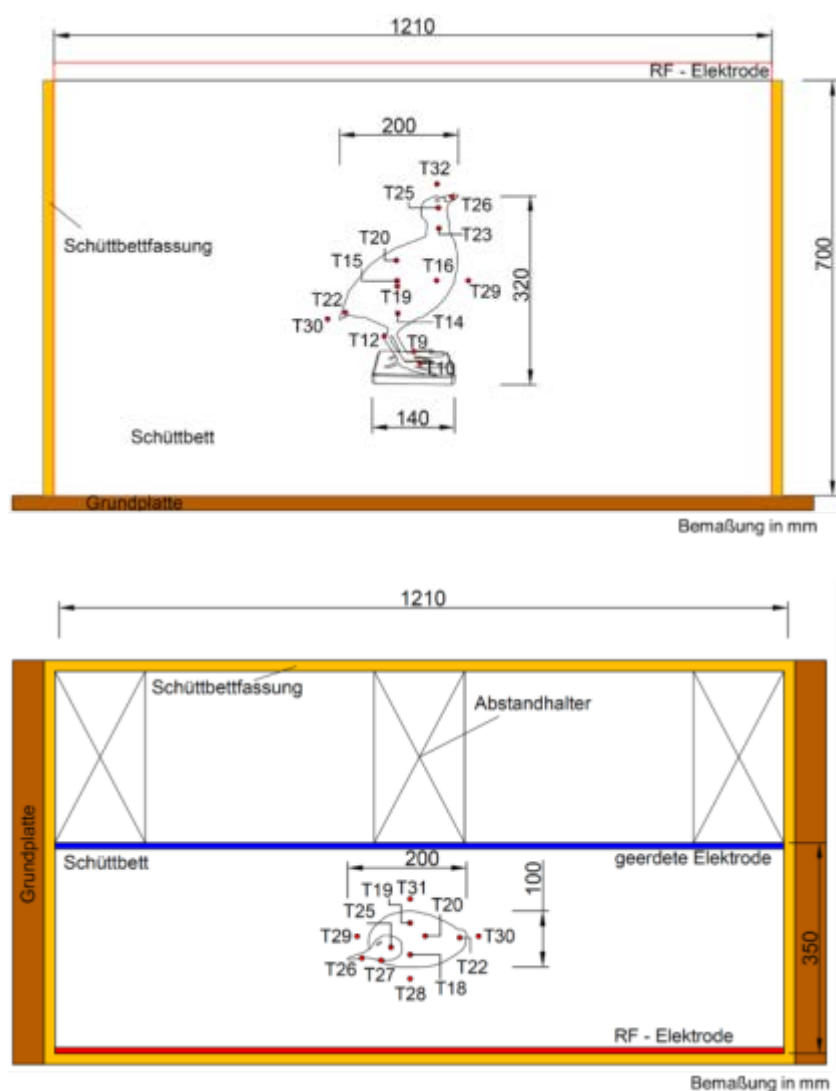 1210
RF - Elektrode
200
T32
T25
T26
T23
Schüttbettfassung
T20
T15
T16
T29
T19
320
700
T22
T30
T14
T12
T9
T10
140
Schüttbett
Grundplatte
Bemaßung in mm
1210
Schüttbettfassung
Abstandhalter
Grundplatte
Schüttbett
200
geerdete Elektrode
T31
T19
100
T25
T20
T29
T30
T26
T27
T22
T18
T28
350
RF - Elektrode
Bemaßung in mm